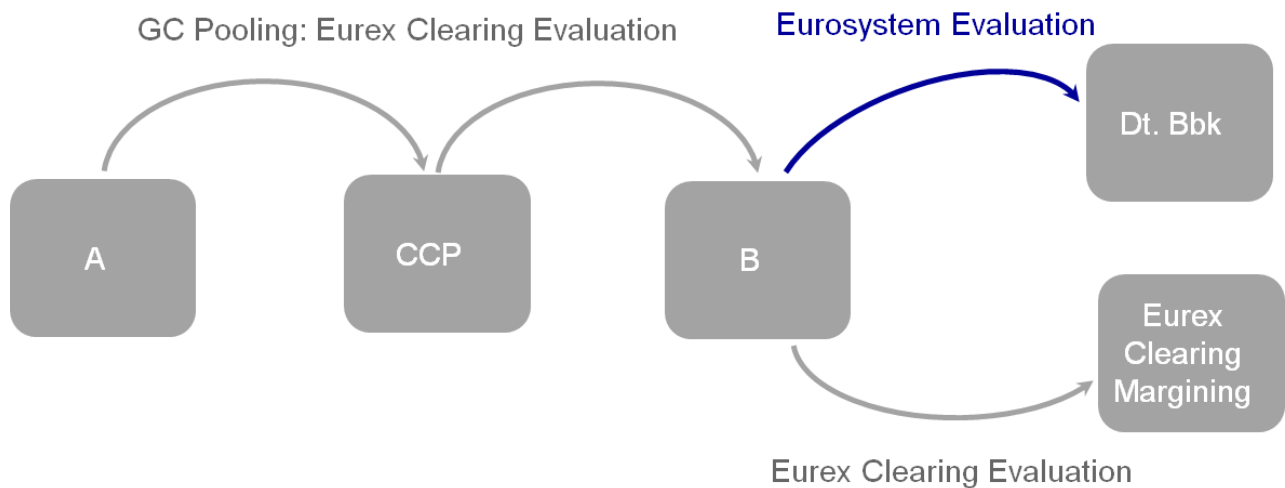 GC Pooling: Eurex Clearing Evaluation
Eurosystem Evaluation
Dt. Bbk
A
CCP
B
Eurex
Clearing
Margining
Eurex Clearing Evaluation